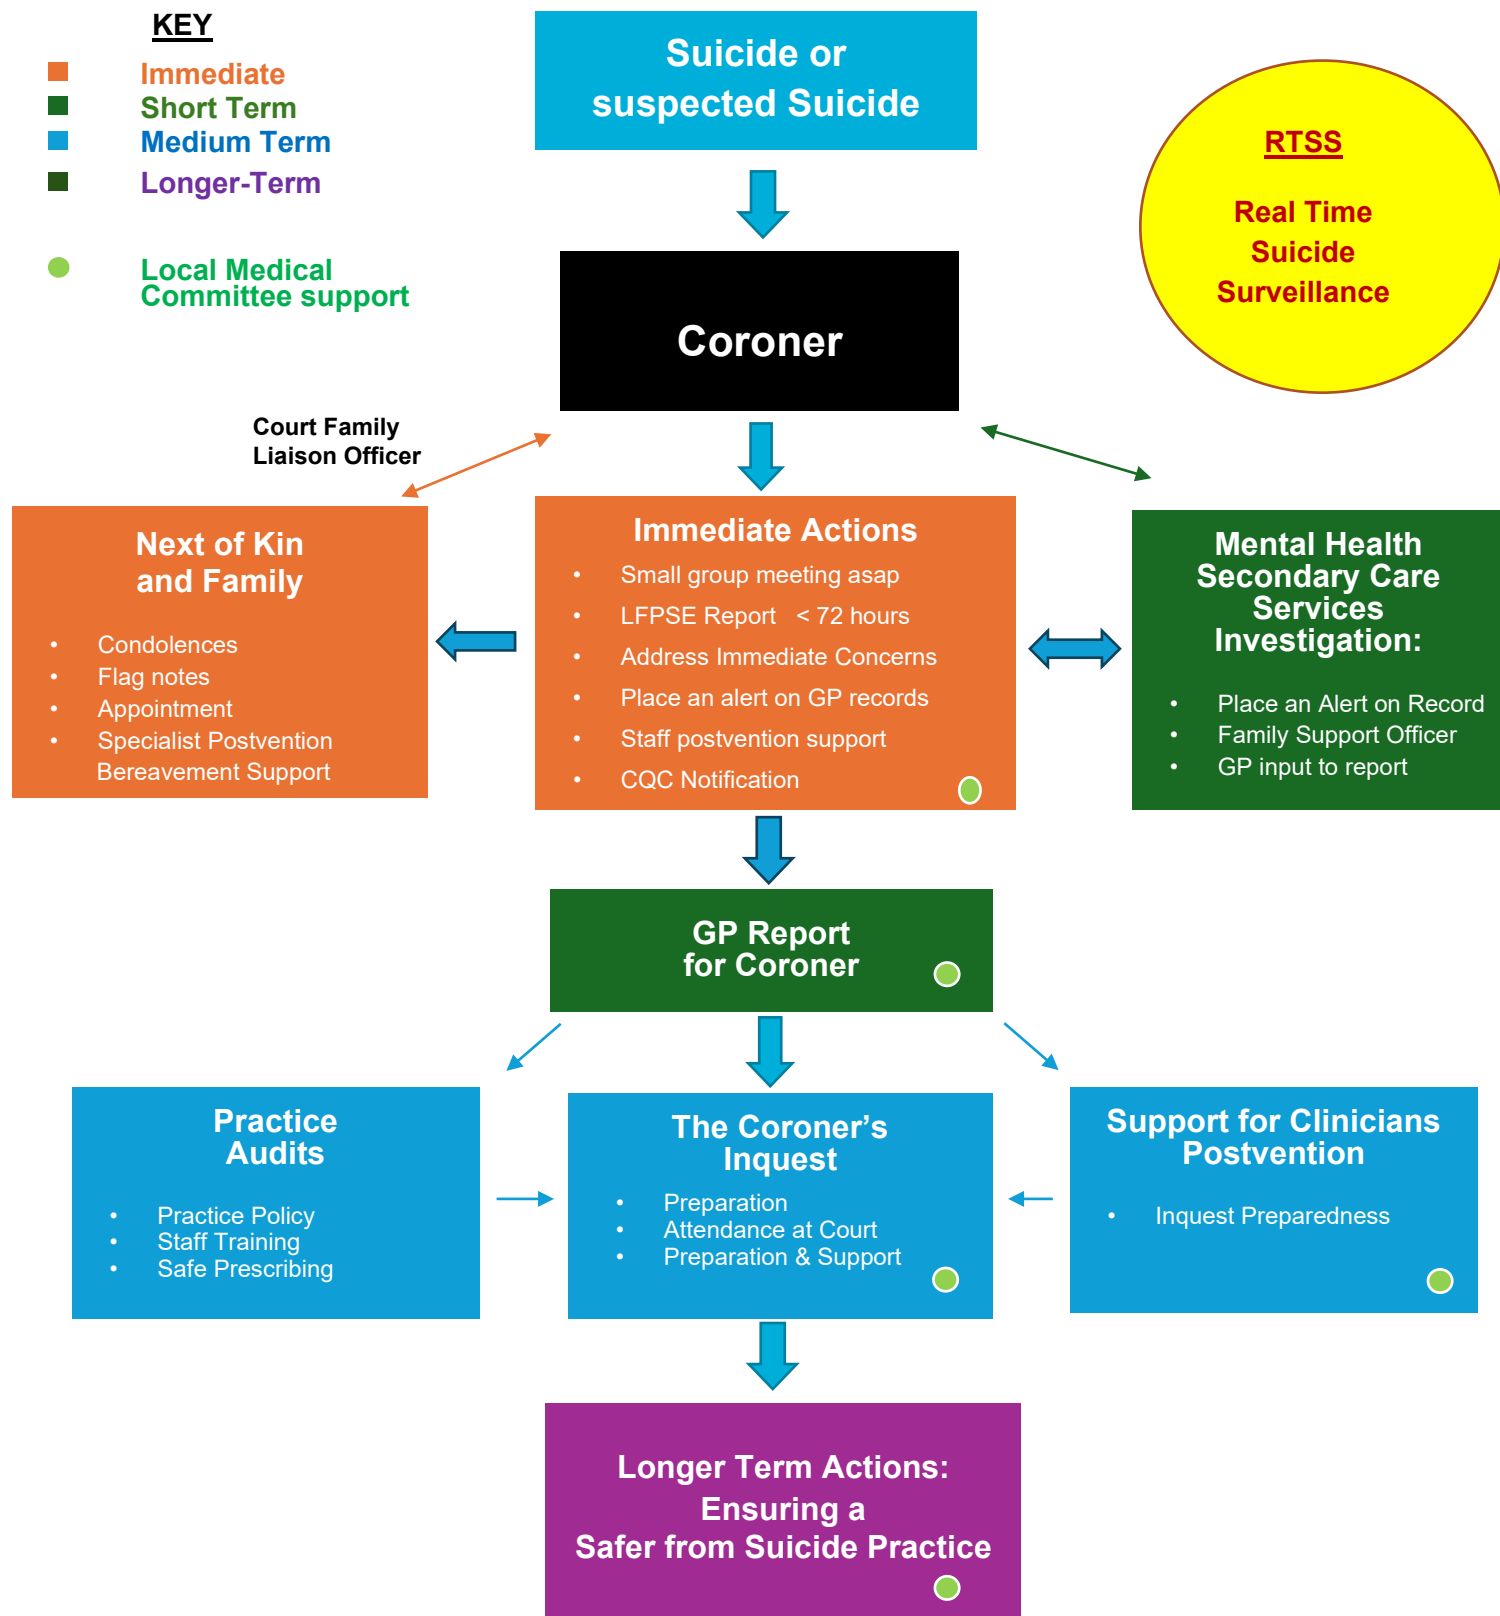 KEY
Immediate
Short Term
Medium Term
Longer-Term
Local Medical
Committee support
Suicide or
suspected Suicide
RTSS
Real Time
Suicide
Surveillance
Coroner
Court Family
Liaison Officer
Next of Kin
and Family
• Condolences
• Flag notes
• Appointment
• Specialist Postvention
Bereavement Support
Immediate Actions
• Small group meeting asap
• LFPSE Report < 72 hours
• Address Immediate Concerns
• Place an alert on GP records
• Staff postvention support
• CQC Notification
Mental Health
Secondary Care
Services
Investigation:
• Place an Alert on Record
• Family Support Officer
• GP input to report
GP Report
for Coroner
Practice
Audits
• Practice Policy
• Staff Training
• Safe Prescribing
The Coroner’s
Inquest
• Preparation
• Attendance at Court
• Preparation & Support
Support for Clinicians
Postvention
• Inquest Preparedness
Longer Term Actions:
Ensuring a
Safer from Suicide Practice